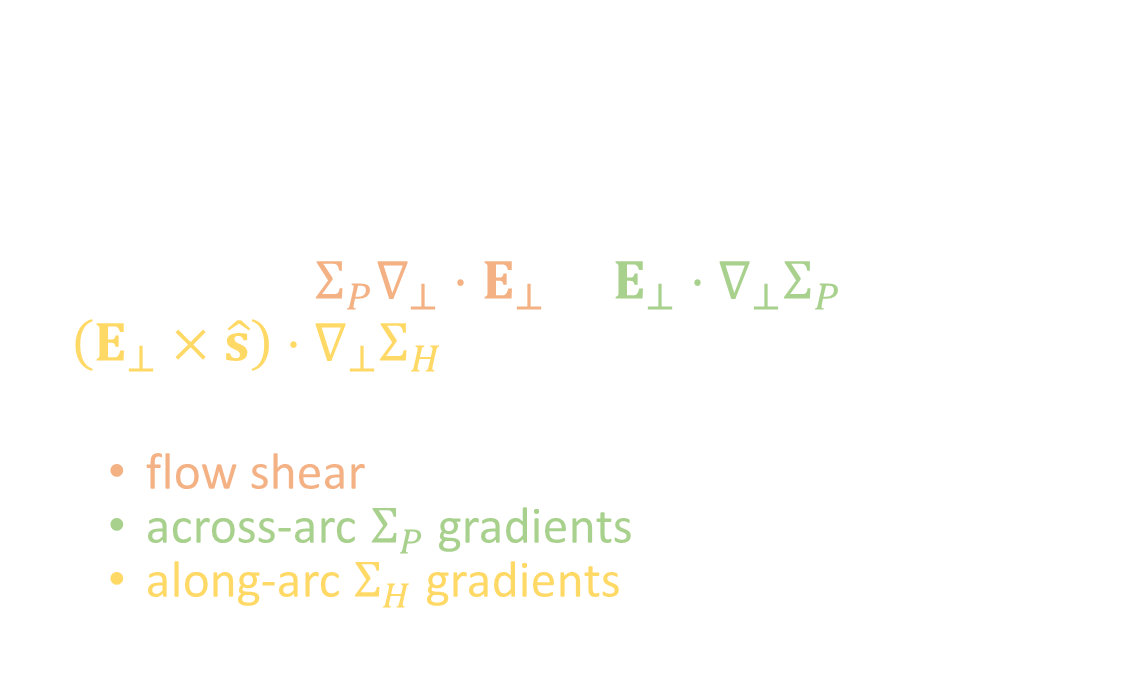 Σ_P ∇_⊥ · 𝐄_⊥ 𝐄_⊥ · ∇_⊥Σ_P
(𝐄_⊥ × 𝐬̂) · ∇_⊥Σ_H
• flow shear
• across-arc Σ_P gradients
• along-arc Σ_H gradients